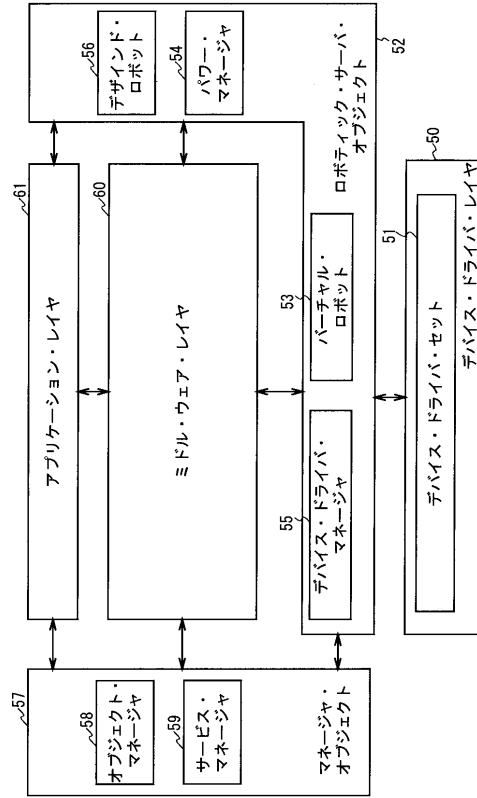 57
58
オブジェクト・
マネージャ
59
サービス・
マネージャ
マネージャ・
オブジェクト
61
アプリケーション・レイヤ
60
ミドル・ウェア・レイヤ
56
デザインド・
ロボット
54
パワー・
マネージャ
55
デバイス・ドライバ・
マネージャ
53
バーチャル・
ロボット
ロボティック・サーバ・
オブジェクト
52
50
51
デバイス・ドライバ・セット
デバイス・ドライバ・レイヤ